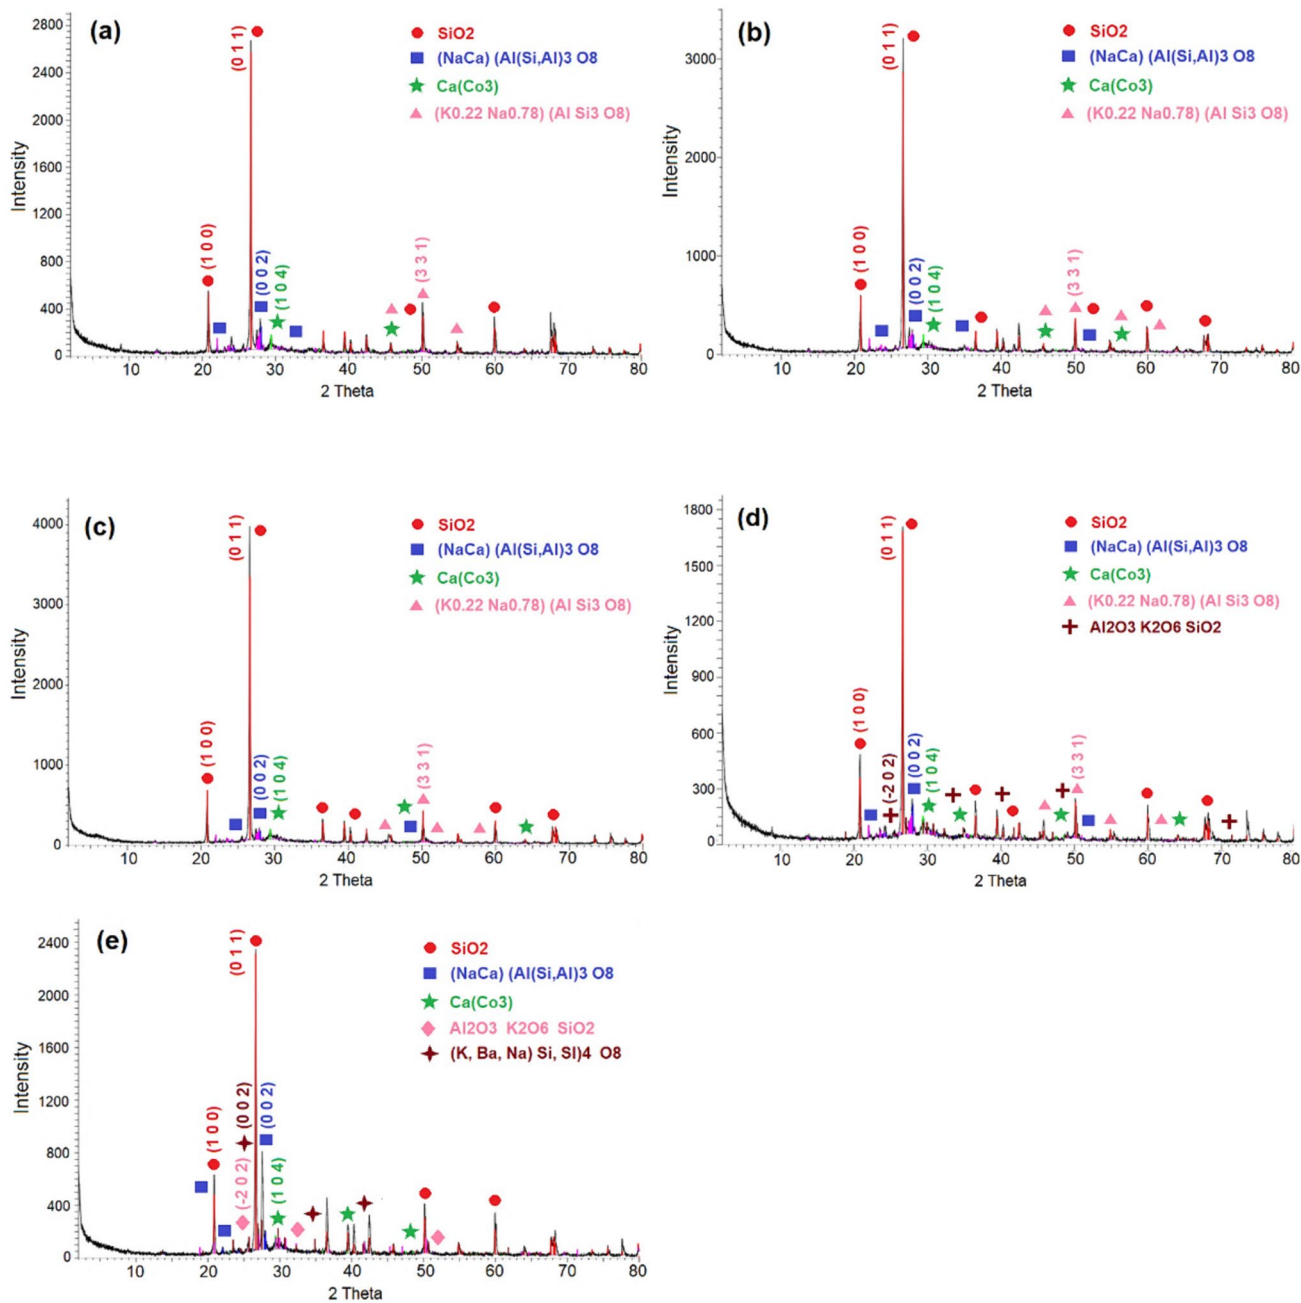 (a)
SiO2
(NaCa) (Al(Si,Al)3 O8
Ca(Co3)
(K0.22 Na0.78) (Al Si3 O8)
2800
2400
2000
1600
1200
800
400
0
Intensity
(1 0 0)
(0 1 1)
(0 0 2)
(1 0 4)
(3 3 1)
10 20 30 40 50 60 70 80
2 Theta
(b)
SiO2
(NaCa) (Al(Si,Al)3 O8
Ca(Co3)
(K0.22 Na0.78) (Al Si3 O8)
3000
2000
1000
0
Intensity
(1 0 0)
(0 1 1)
(0 0 2)
(1 0 4)
(3 3 1)
10 20 30 40 50 60 70 80
2 Theta
(c)
SiO2
(NaCa) (Al(Si,Al)3 O8
Ca(Co3)
(K0.22 Na0.78) (Al Si3 O8)
4000
3000
2000
1000
0
Intensity
(1 0 0)
(0 1 1)
(0 0 2)
(1 0 4)
(3 3 1)
10 20 30 40 50 60 70 80
2 Theta
(d)
SiO2
(NaCa) (Al(Si,Al)3 O8
Ca(Co3)
(K0.22 Na0.78) (Al Si3 O8)
Al2O3 K2O6 SiO2
1800
1500
1200
900
600
300
0
Intensity
(1 0 0)
(-2 0 2)
(0 1 1)
(0 0 2)
(1 0 4)
(3 3 1)
10 20 30 40 50 60 70 80
2 Theta
(e)
SiO2
(NaCa) (Al(Si,Al)3 O8
Ca(Co3)
Al2O3 K2O6 SiO2
(K, Ba, Na) Si, Sl)4 O8
2400
2000
1600
1200
800
400
0
Intensity
(1 0 0)
(-2 0 2)
(0 0 2)
(0 1 1)
(0 0 2)
(1 0 4)
10 20 30 40 50 60 70 80
2 Theta